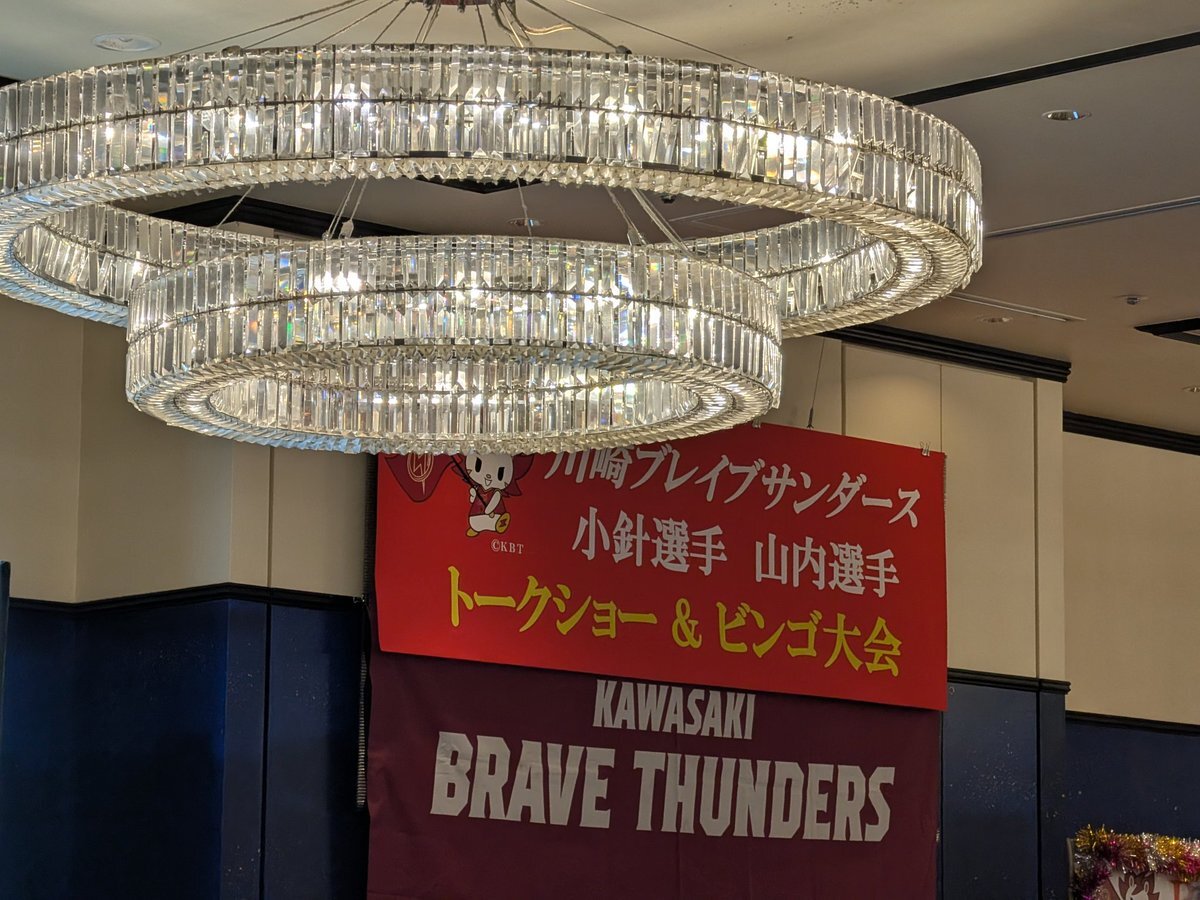 川崎ブレイブサンダース
小針選手 山内選手
©KBT
トークショー & ビンゴ大会
KAWASAKI
BRAVE THUNDERS